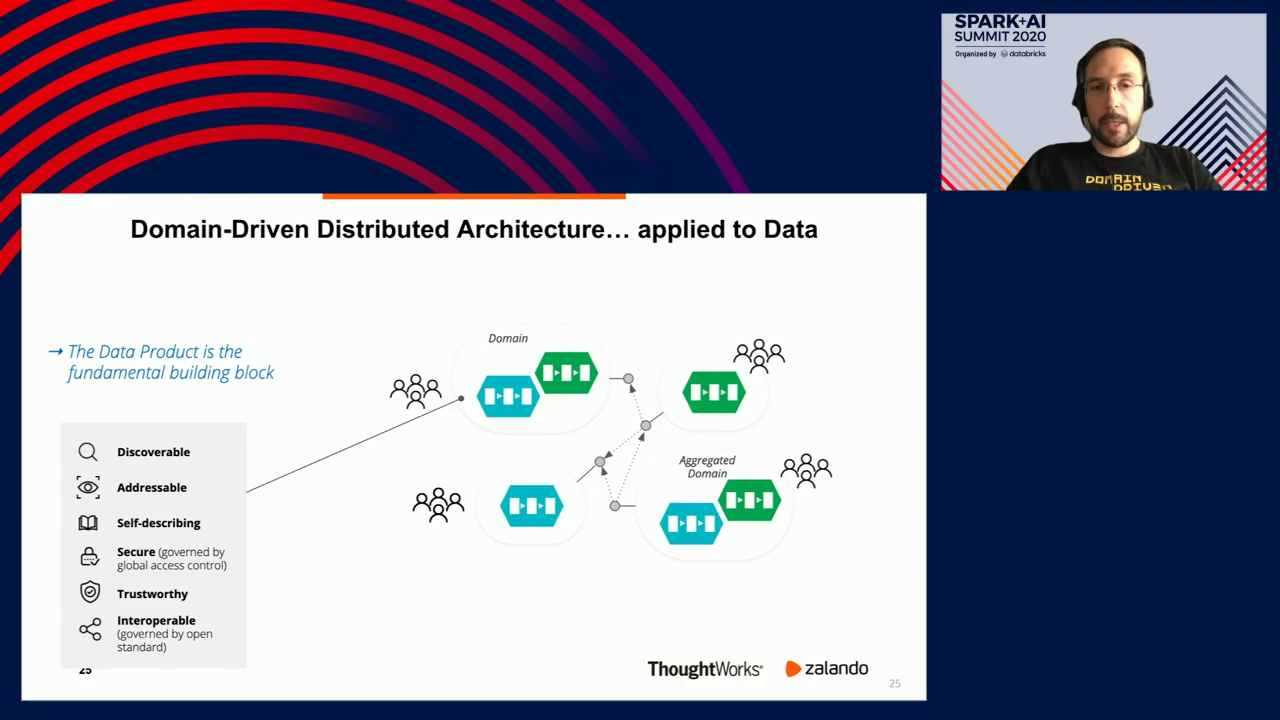 SPARK+AI
SUMMIT 2020
Organized by databricks
DOMAIN
DRIVEN
Domain-Driven Distributed Architecture… applied to Data
→ The Data Product is the
fundamental building block
Discoverable
Addressable
Self-describing
Secure (governed by
global access control)
Trustworthy
Interoperable
(governed by open
standard)
25
Domain
Aggregated
Domain
ThoughtWorks®
zalando
25